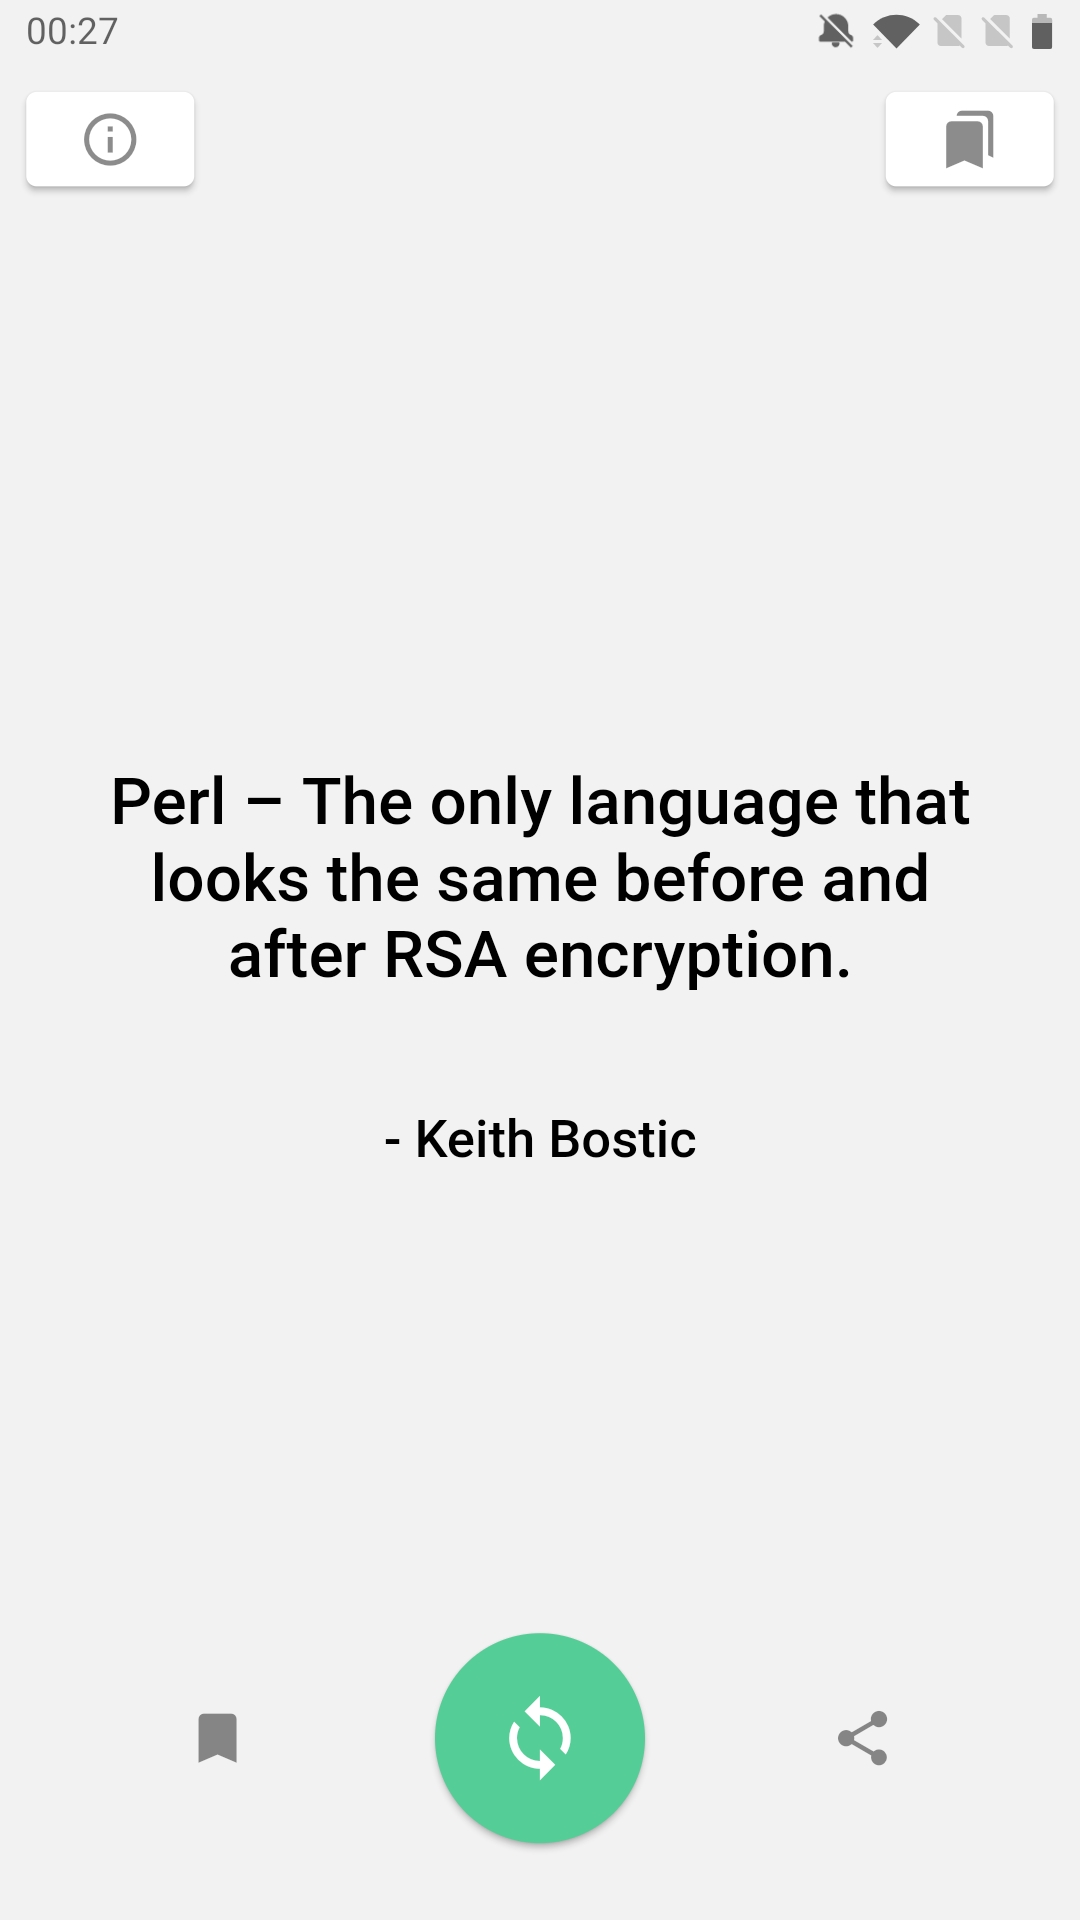 00:27
Perl – The only language that
looks the same before and
after RSA encryption.
- Keith Bostic